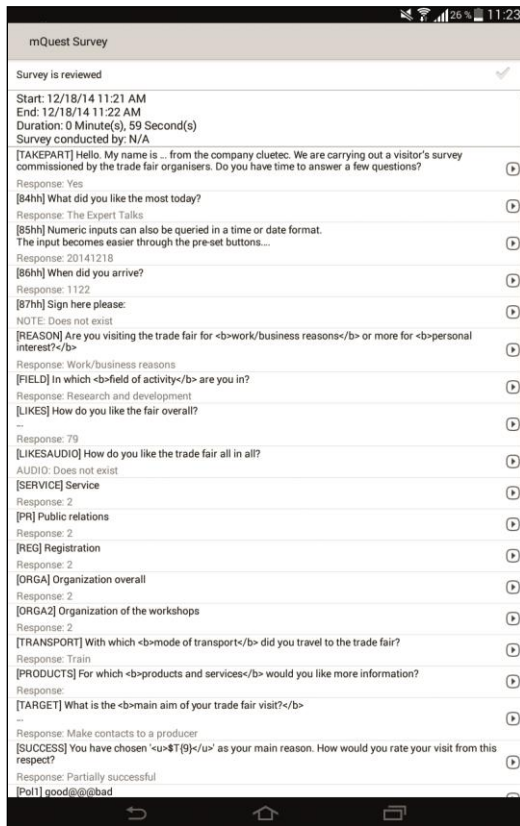 26 % 11:23
mQuest Survey
Survey is reviewed
Start: 12/18/14 11:21 AM
End: 12/18/14 11:22 AM
Duration: 0 Minute(s), 59 Second(s)
Survey conducted by: N/A
[TAKEPART] Hello. My name is ... from the company cluetec. We are carrying out a visitor's survey
commissioned by the trade fair organisers. Do you have time to answer a few questions?
Response: Yes
[84hh] What did you like the most today?
Response: The Expert Talks
[85hh] Numeric inputs can also be queried in a time or date format.
The input becomes easier through the pre-set buttons....
Response: 20141218
[86hh] When did you arrive?
Response: 1122
[87hh] Sign here please:
NOTE: Does not exist
[REASON] Are you visiting the trade fair for <b>work/business reasons</b> or more for <b>personal
interest?</b>
Response: Work/business reasons
[FIELD] In which <b>field of activity</b> are you in?
Response: Research and development
[LIKES] How do you like the fair overall?
...
Response: 79
[LIKESAUDIO] How do you like the trade fair all in all?
AUDIO: Does not exist
[SERVICE] Service
Response: 2
[PR] Public relations
Response: 2
[REG] Registration
Response: 2
[ORGA] Organization overall
Response: 2
[ORGA2] Organization of the workshops
Response: 2
[TRANSPORT] With which <b>mode of transport</b> did you travel to the trade fair?
Response: Train
[PRODUCTS] For which <b>products and services</b> would you like more information?
Response:
[TARGET] What is the <b>main aim of your trade fair visit?</b>
...
Response: Make contacts to a producer
[SUCCESS] You have chosen '<u>$T{9}</u>' as your main reason. How would you rate your visit from this
respect?
Response: Partially successful
[Pol1] good@@@bad